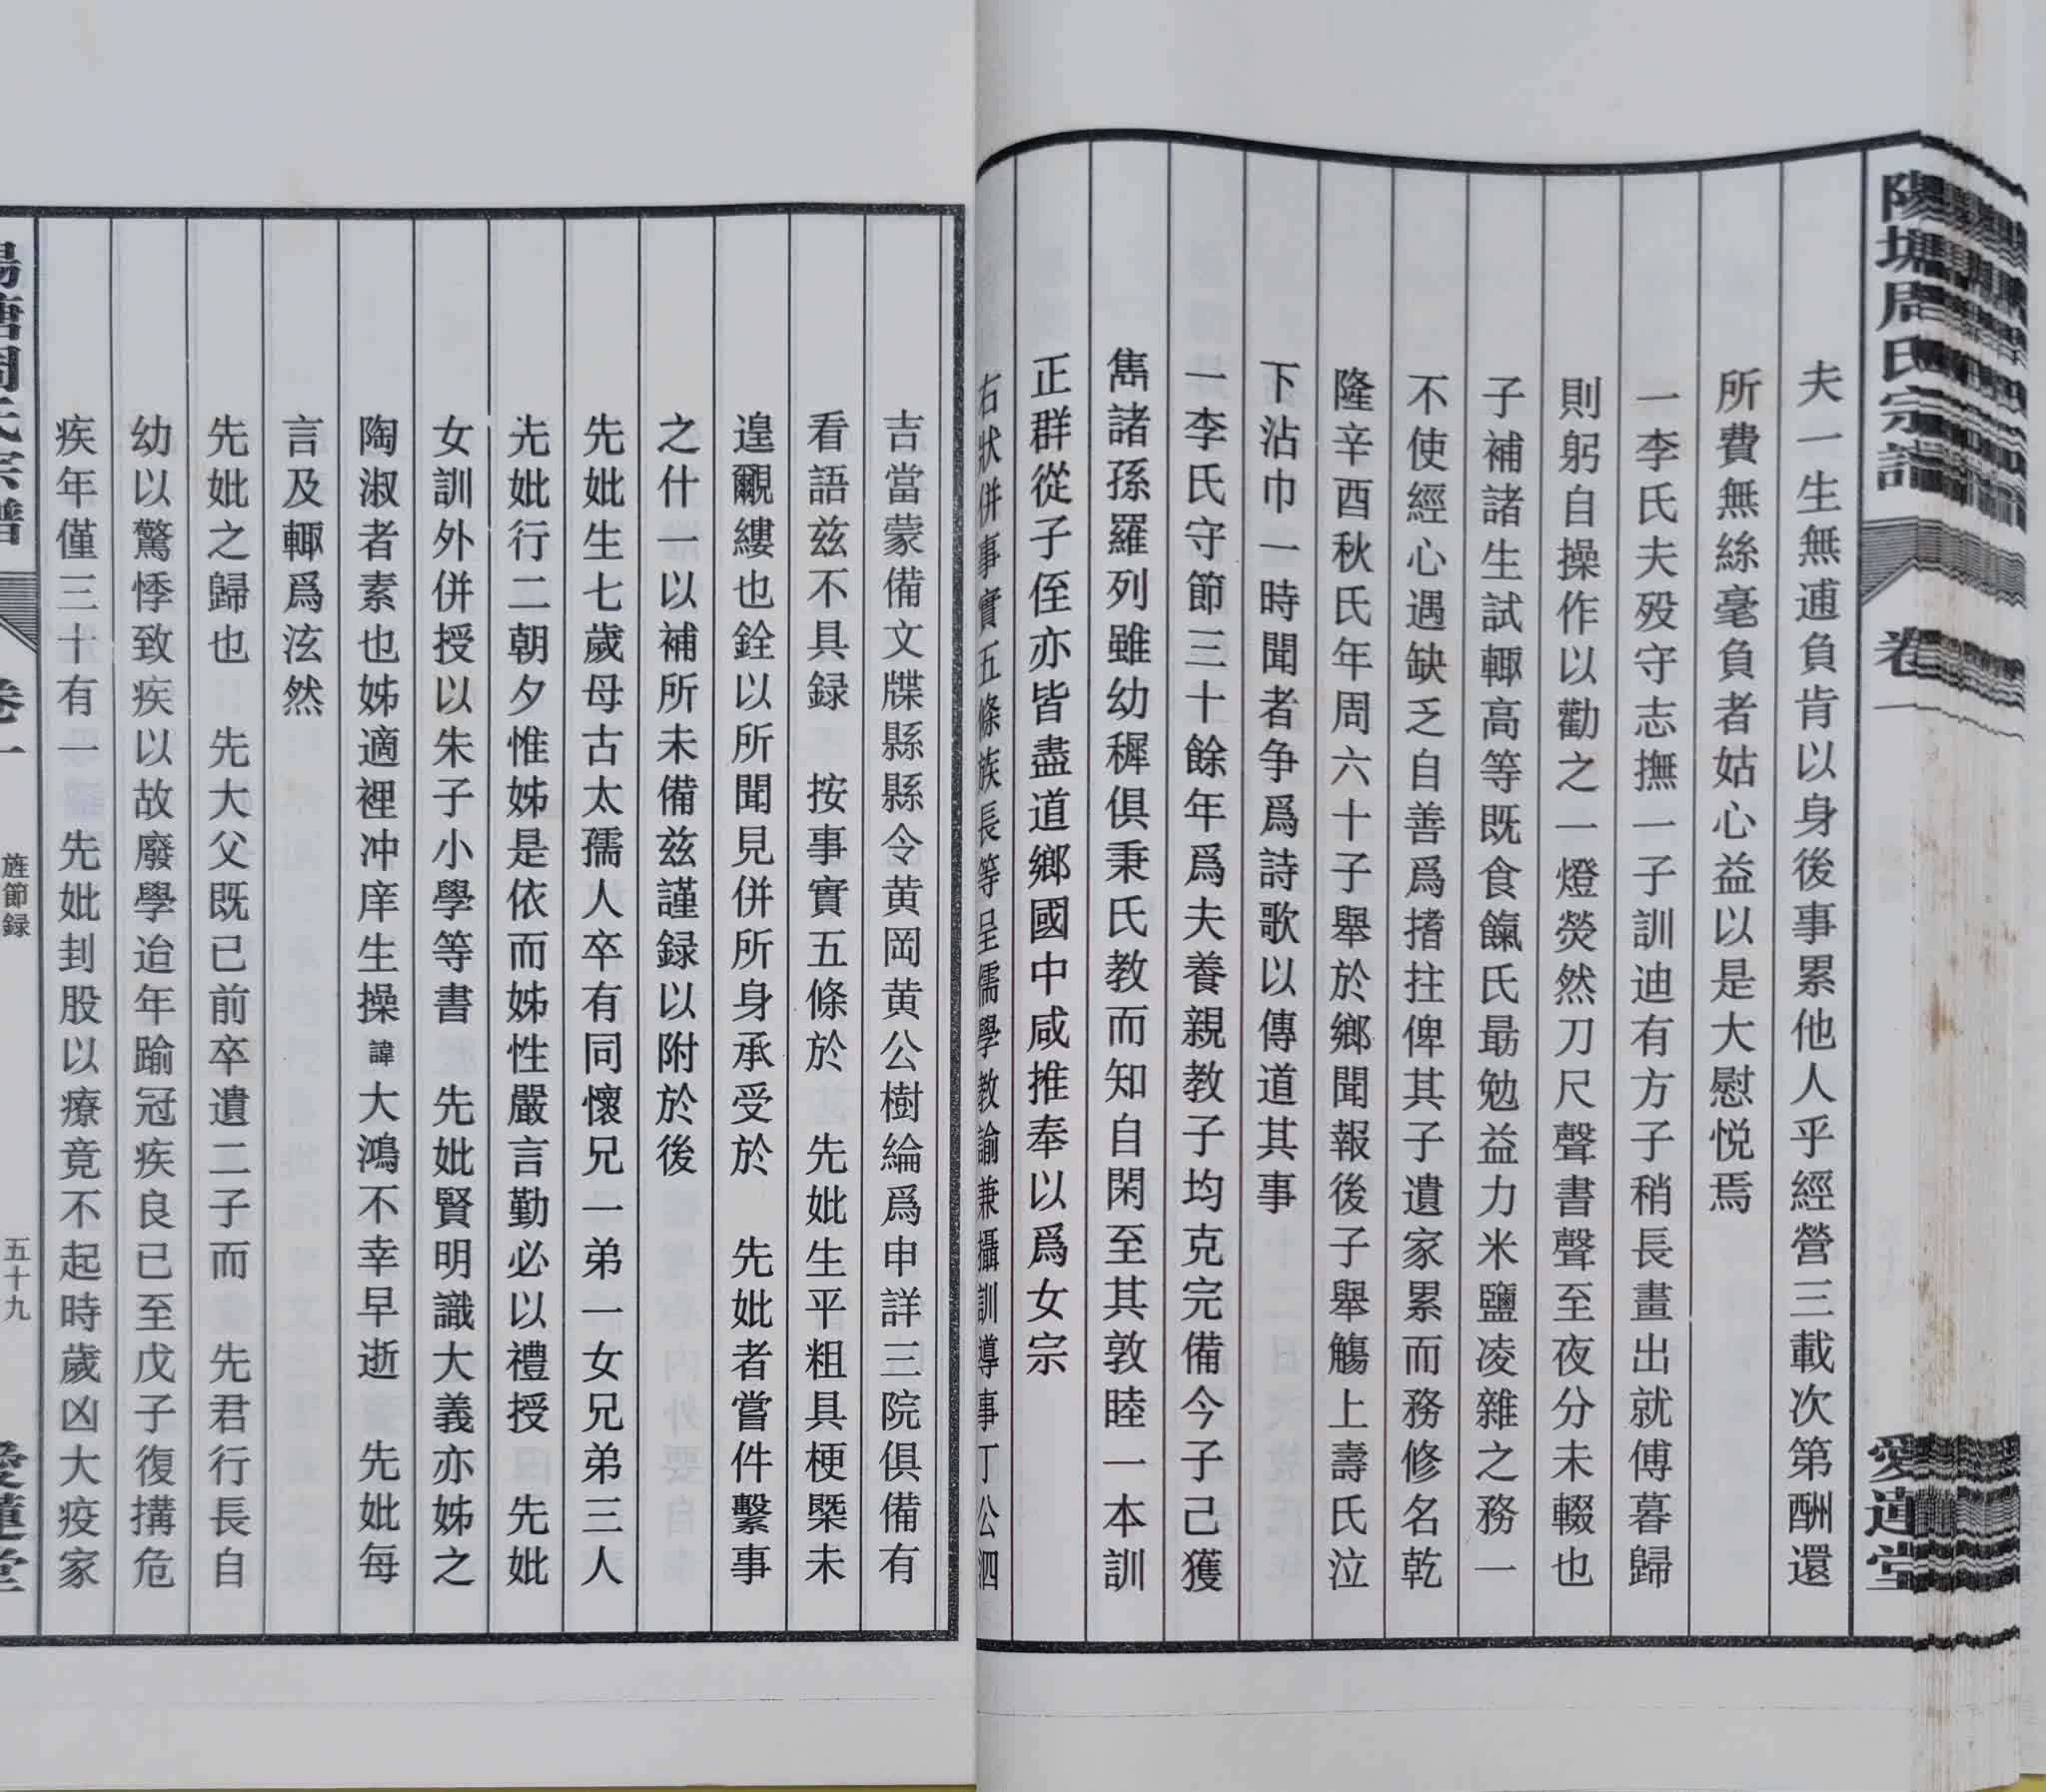 陽塘周氏宗譜
卷一
愛蓮堂
夫一生無逋負肯以身後事累他人乎經營三載次第酬還
所費無絲毫負者姑心益以是大慰悦焉
一李氏夫殁守志撫一子訓迪有方子稍長晝出就傅暮歸
則躬自操作以勸之一燈熒然刀尺聲書聲至夜分未輟也
子補諸生試輙高等既食餼氏勗勉益力米鹽凌雜之務一
不使經心遇缺乏自善爲撦拄俾其子遺家累而務修名乾
隆辛酉秋氏年周六十子舉於鄉聞報後子舉觴上壽氏泣
下沾巾一時聞者争爲詩歌以傳道其事
一李氏守節三十餘年爲夫養親教子均克完備今子己獲
雋諸孫羅列雖幼穉俱秉氏教而知自閑至其敦睦一本訓
正群從子侄亦皆盡道鄉國中咸推奉以爲女宗
右狀併事實五條族長等呈儒學教諭兼攝訓導事丁公泗
吉當蒙備文牒縣縣令黄岡黄公樹綸爲申詳三院俱備有
看語兹不具録　按事實五條於　先妣生平粗具梗槩未
遑覼縷也銓以所聞見併所身承受於　先妣者嘗件繫事
之什一以補所未備兹謹録以附於後
先妣生七歲母古太孺人卒有同懷兄一弟一女兄弟三人
先妣行二朝夕惟姊是依而姊性嚴言勤必以禮授　先妣
女訓外併授以朱子小學等書　先妣賢明識大義亦姊之
陶淑者素也姊適裡冲庠生操諱大鴻不幸早逝　先妣每
言及輙爲泫然
先妣之歸也　先大父既已前卒遺二子而　先君行長自
幼以驚悸致疾以故廢學迨年踰冠疾良已至戊子復搆危
疾年僅三十有一　先妣刲股以療竟不起時歲凶大疫家
卷一
旌節録
五十九